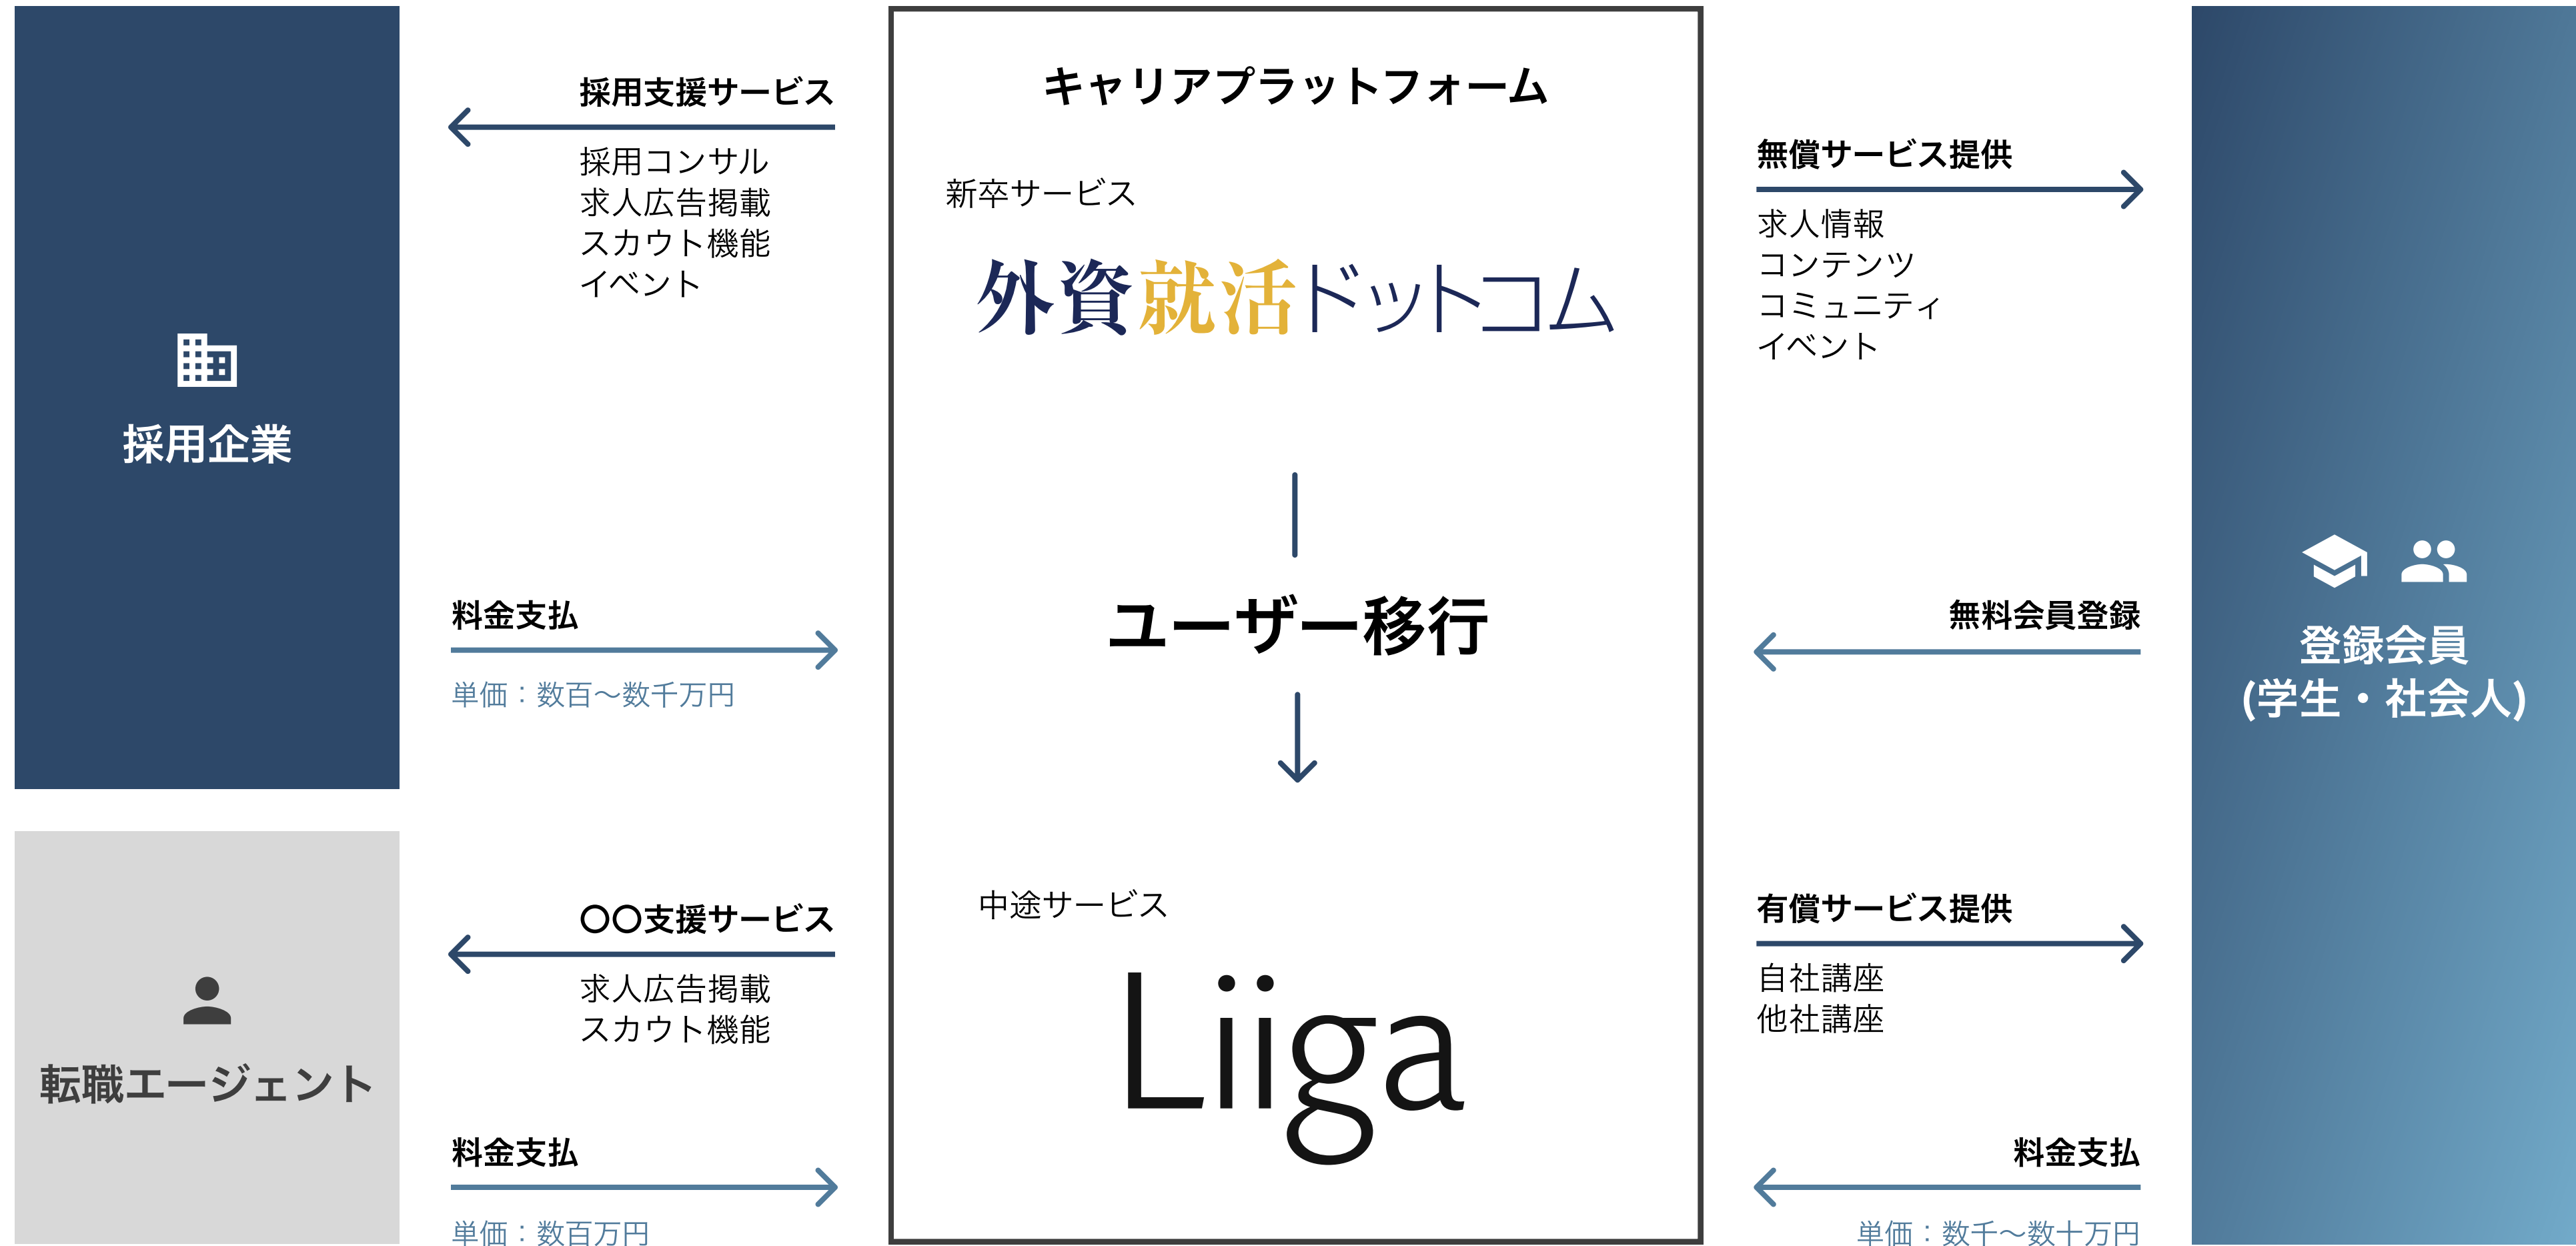 採用企業
転職エージェント
採用支援サービス
採用コンサル
求人広告掲載
スカウト機能
イベント
料金支払
単価：数百〜数千万円
〇〇支援サービス
求人広告掲載
スカウト機能
料金支払
単価：数百万円
キャリアプラットフォーム
新卒サービス
外資就活ドットコム
ユーザー移行
中途サービス
Liiga
無償サービス提供
求人情報
コンテンツ
コミュニティ
イベント
無料会員登録
有償サービス提供
自社講座
他社講座
料金支払
単価：数千〜数十万円
登録会員
(学生・社会人)